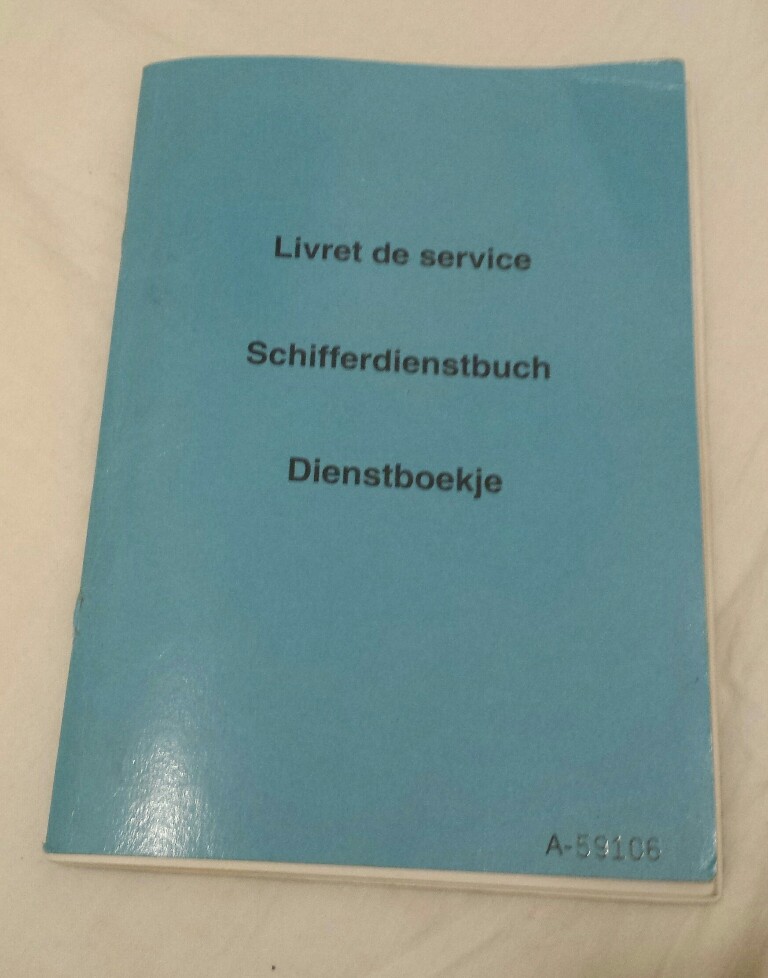 Livret de service
Schifferdienstbuch
Dienstboekje
A-59106